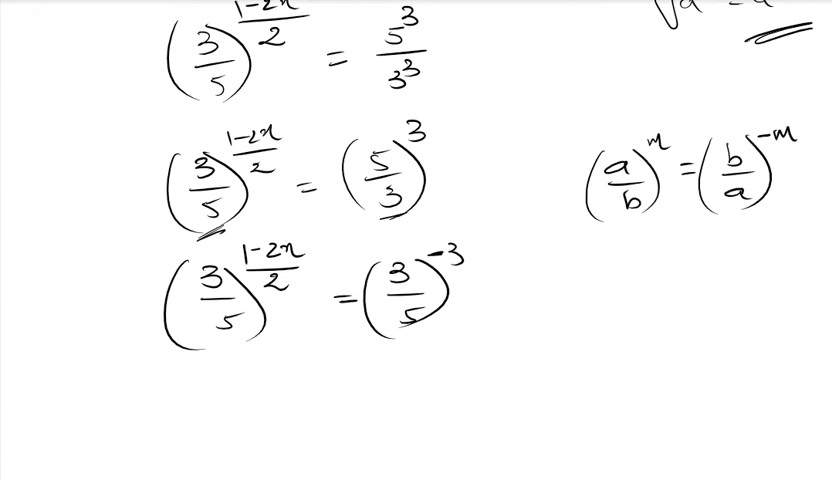 (3/5)^((1-2x)/2) = 5^3/3^3
(3/5)^((1-2x)/2) = (5/3)^3
(a/b)^m = (b/a)^-m
(3/5)^((1-2x)/2) = (3/5)^-3